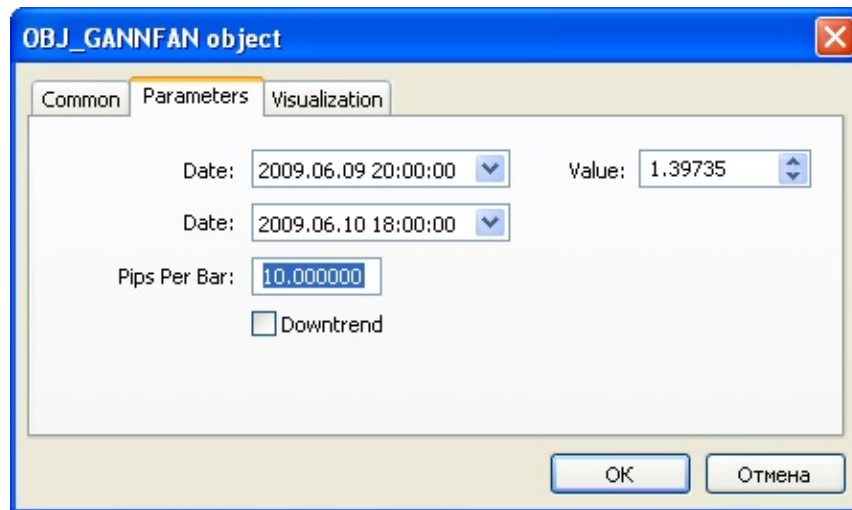 OBJ_GANNFAN object
Common Parameters Visualization
Date: 2009.06.09 20:00:00 Value: 1.39735
Date: 2009.06.10 18:00:00
Pips Per Bar: 10.000000
Downtrend
OK Отмена